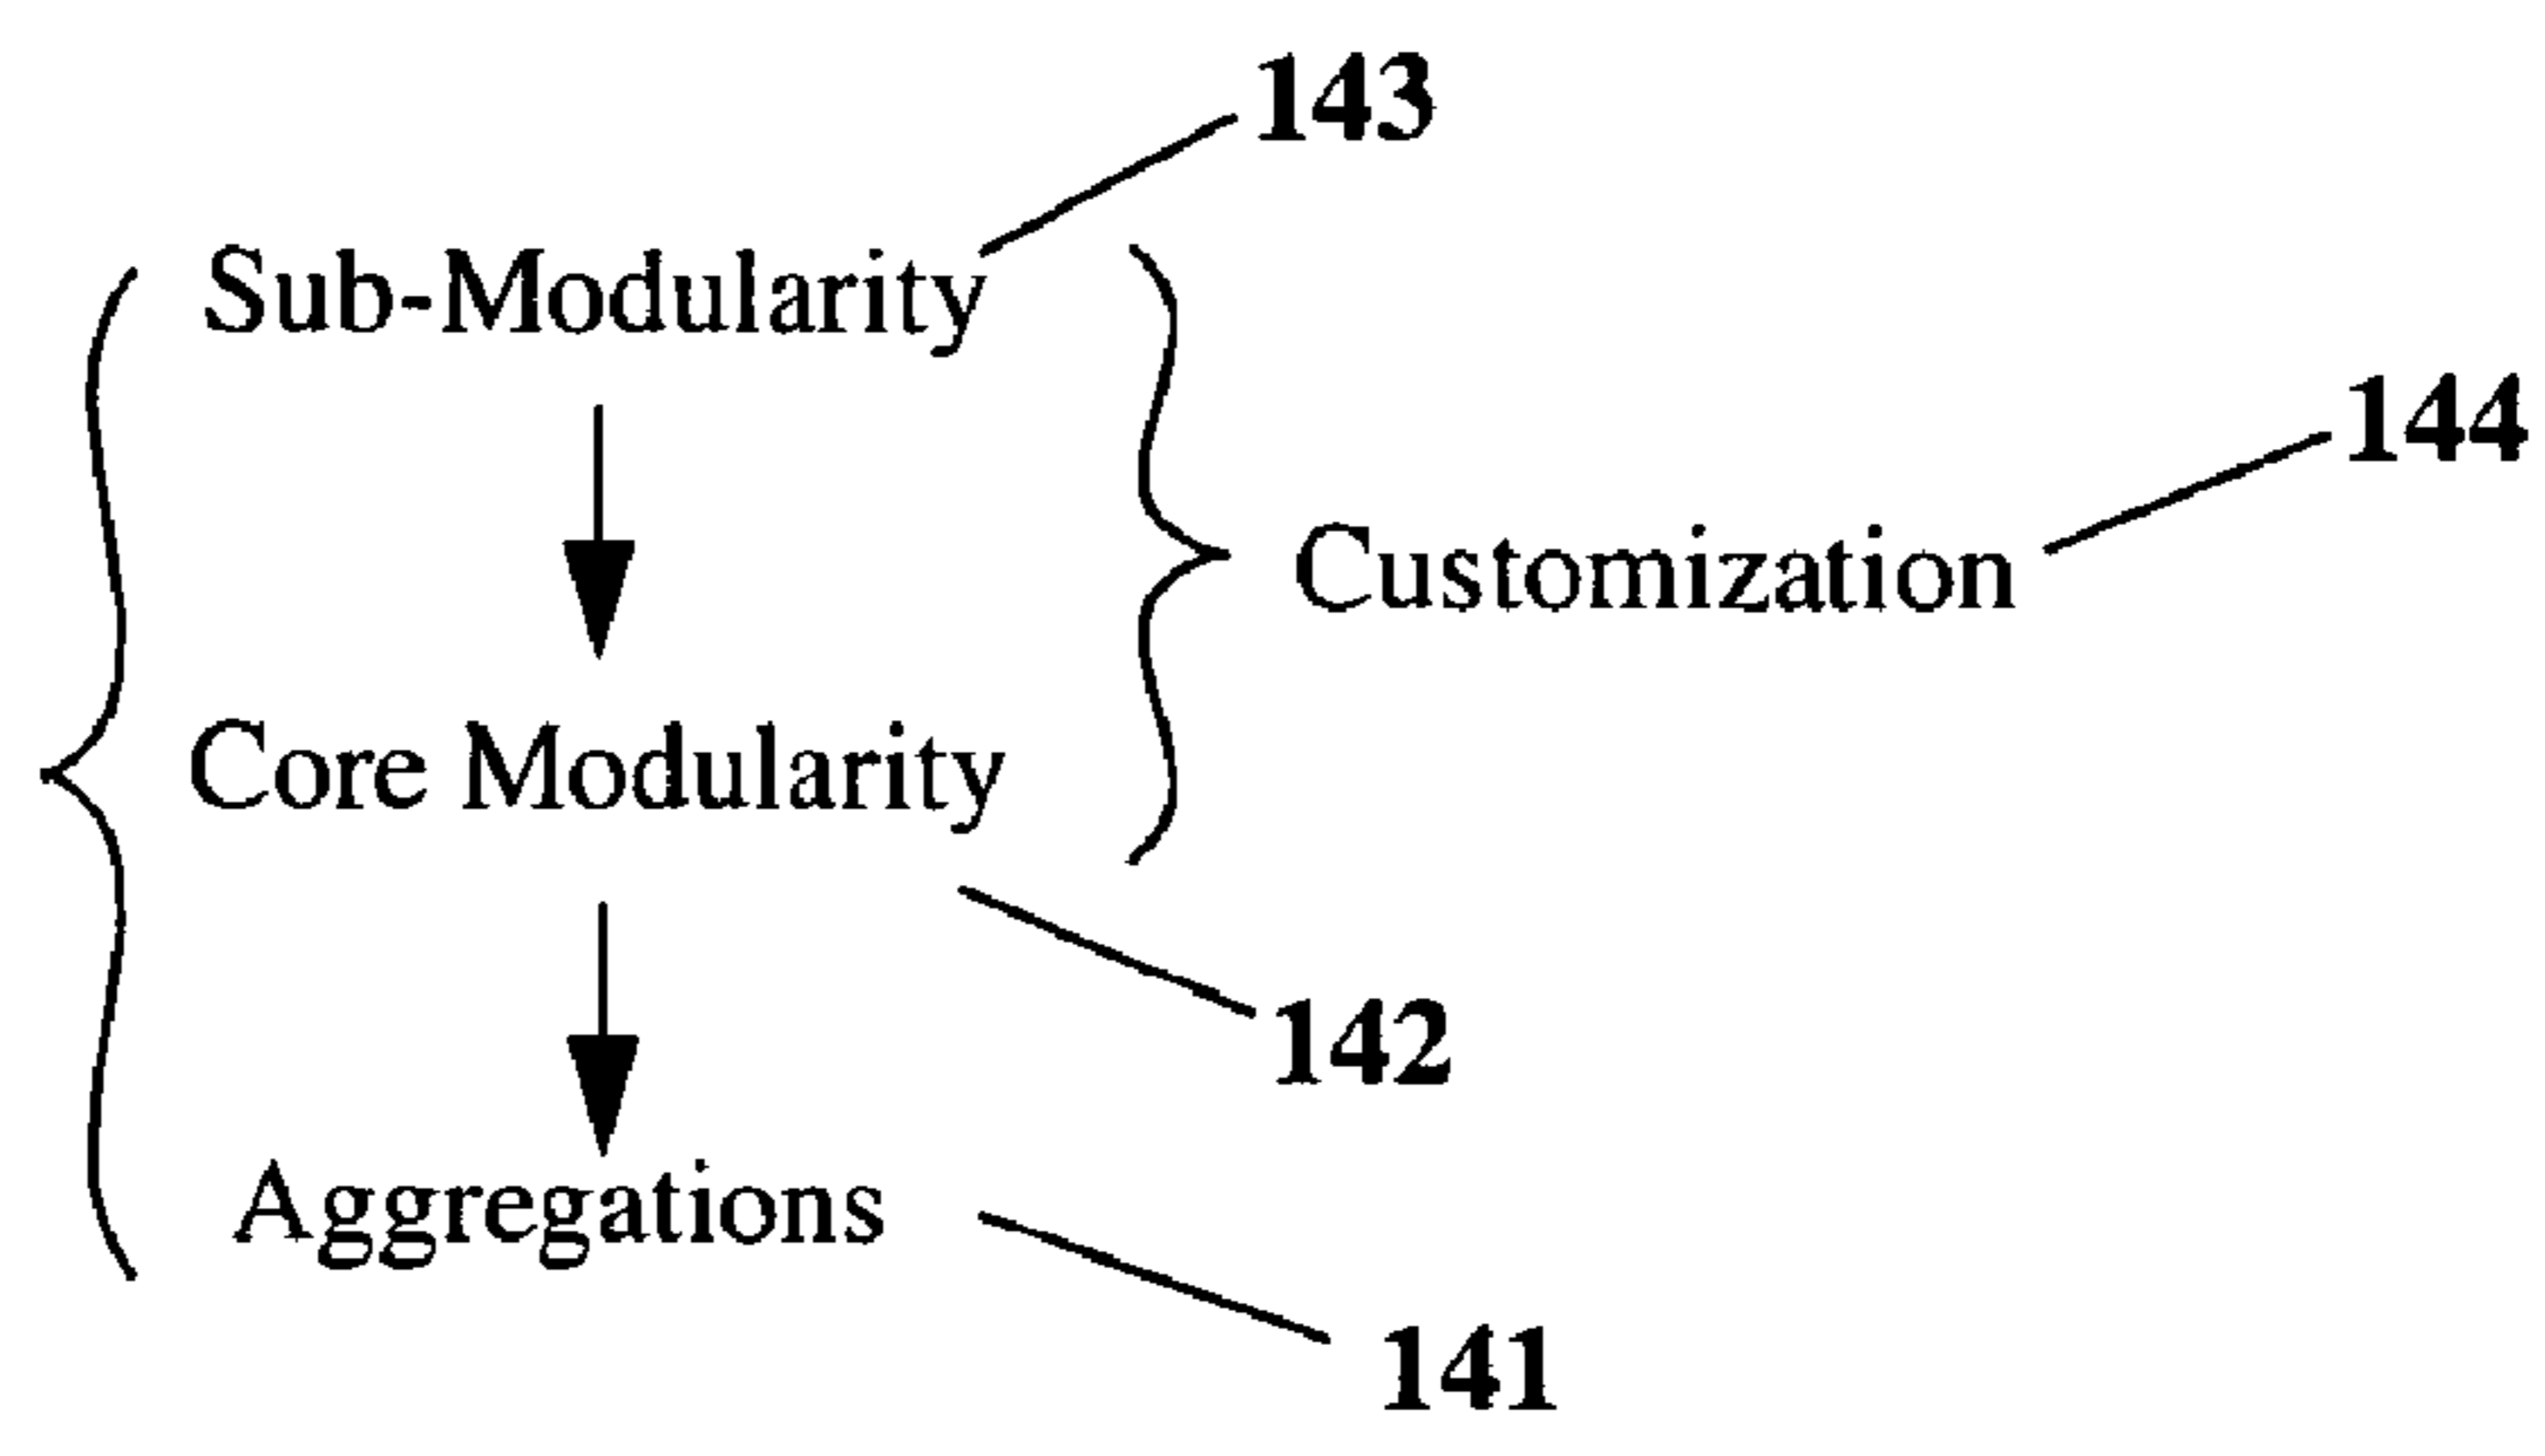 143
Sub-Modularity
144
Customization
Core Modularity
142
Aggregations
141